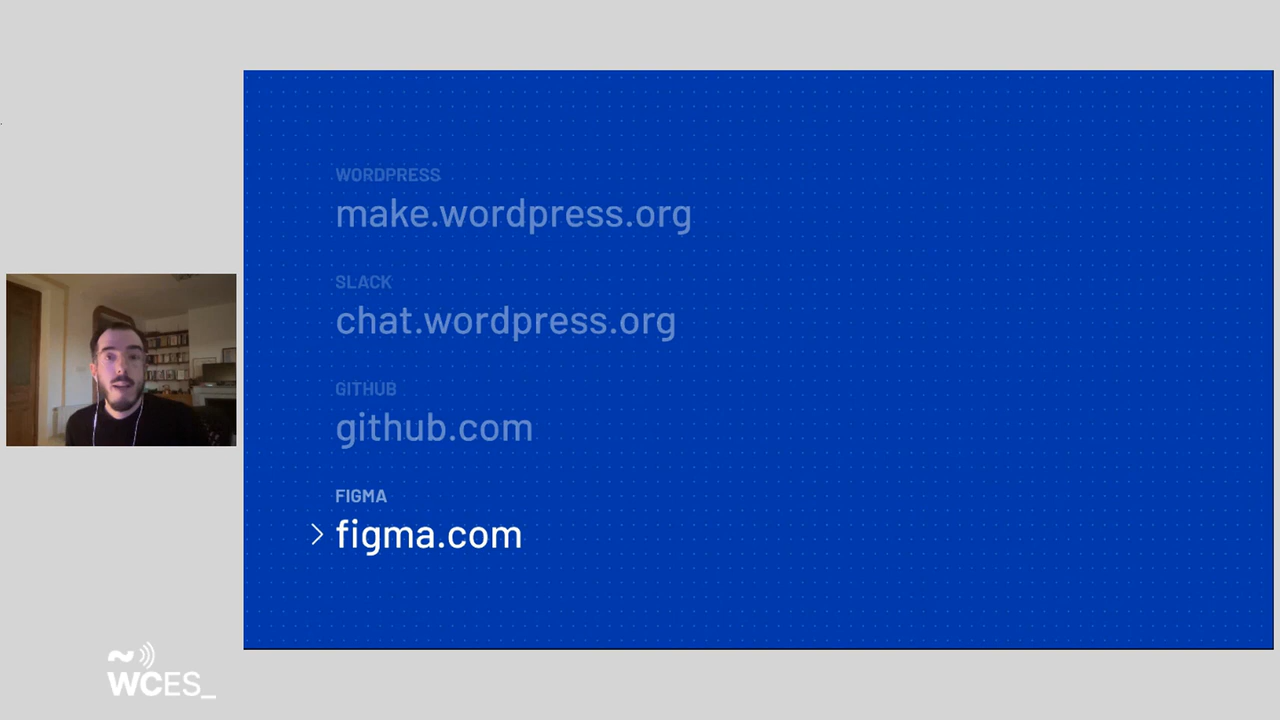 WORDPRESS
make.wordpress.org
SLACK
chat.wordpress.org
GITHUB
github.com
FIGMA
figma.com
WCES_